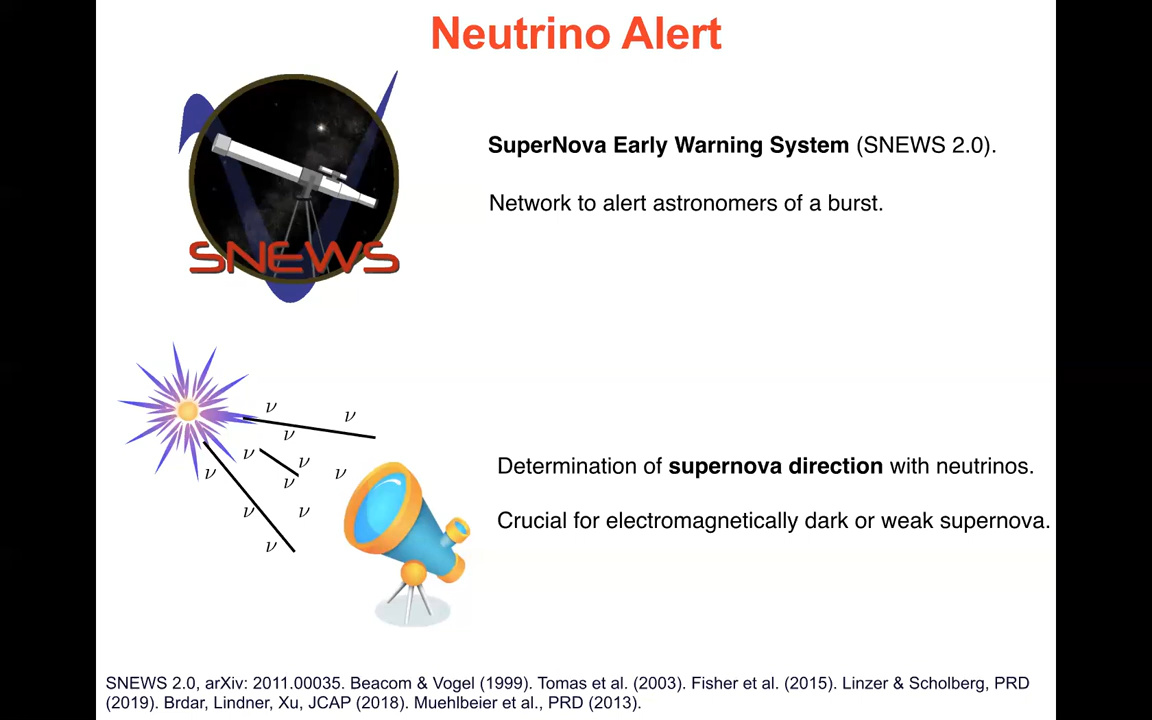 Neutrino Alert
SNEWS
SuperNova Early Warning System (SNEWS 2.0).
Network to alert astronomers of a burst.
ν ν
ν
ν ν ν
ν ν
ν ν
ν
Determination of supernova direction with neutrinos.
Crucial for electromagnetically dark or weak supernova.
SNEWS 2.0, arXiv: 2011.00035. Beacom & Vogel (1999). Tomas et al. (2003). Fisher et al. (2015). Linzer & Scholberg, PRD
(2019). Brdar, Lindner, Xu, JCAP (2018). Muehlbeier et al., PRD (2013).